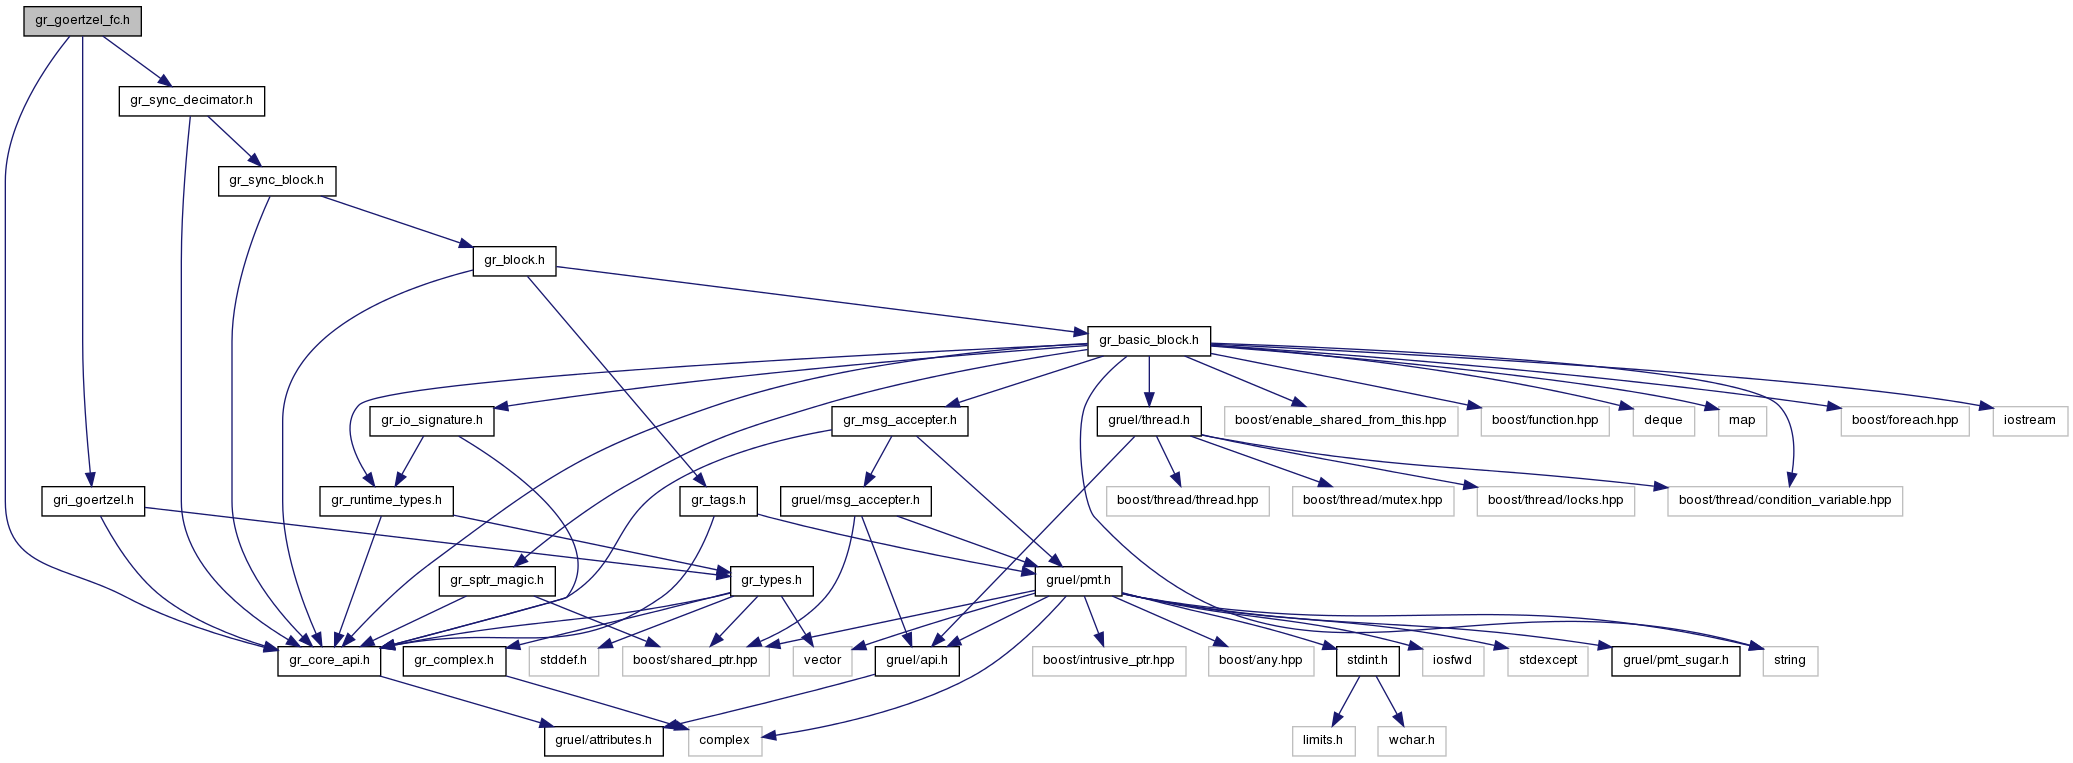 gr_goertzel_fc.h
gr_sync_decimator.h
gr_sync_block.h
gr_block.h
gr_basic_block.h
gr_io_signature.h
gr_msg_accepter.h
gruel/thread.h
boost/enable_shared_from_this.hpp
boost/function.hpp
deque
map
boost/foreach.hpp
iostream
gri_goertzel.h
gr_runtime_types.h
gr_tags.h
gruel/msg_accepter.h
boost/thread/thread.hpp
boost/thread/mutex.hpp
boost/thread/locks.hpp
boost/thread/condition_variable.hpp
gr_sptr_magic.h
gr_types.h
gruel/pmt.h
gr_core_api.h
gr_complex.h
stddef.h
boost/shared_ptr.hpp
vector
gruel/api.h
boost/intrusive_ptr.hpp
boost/any.hpp
stdint.h
iosfwd
stdexcept
gruel/pmt_sugar.h
string
gruel/attributes.h
complex
limits.h
wchar.h